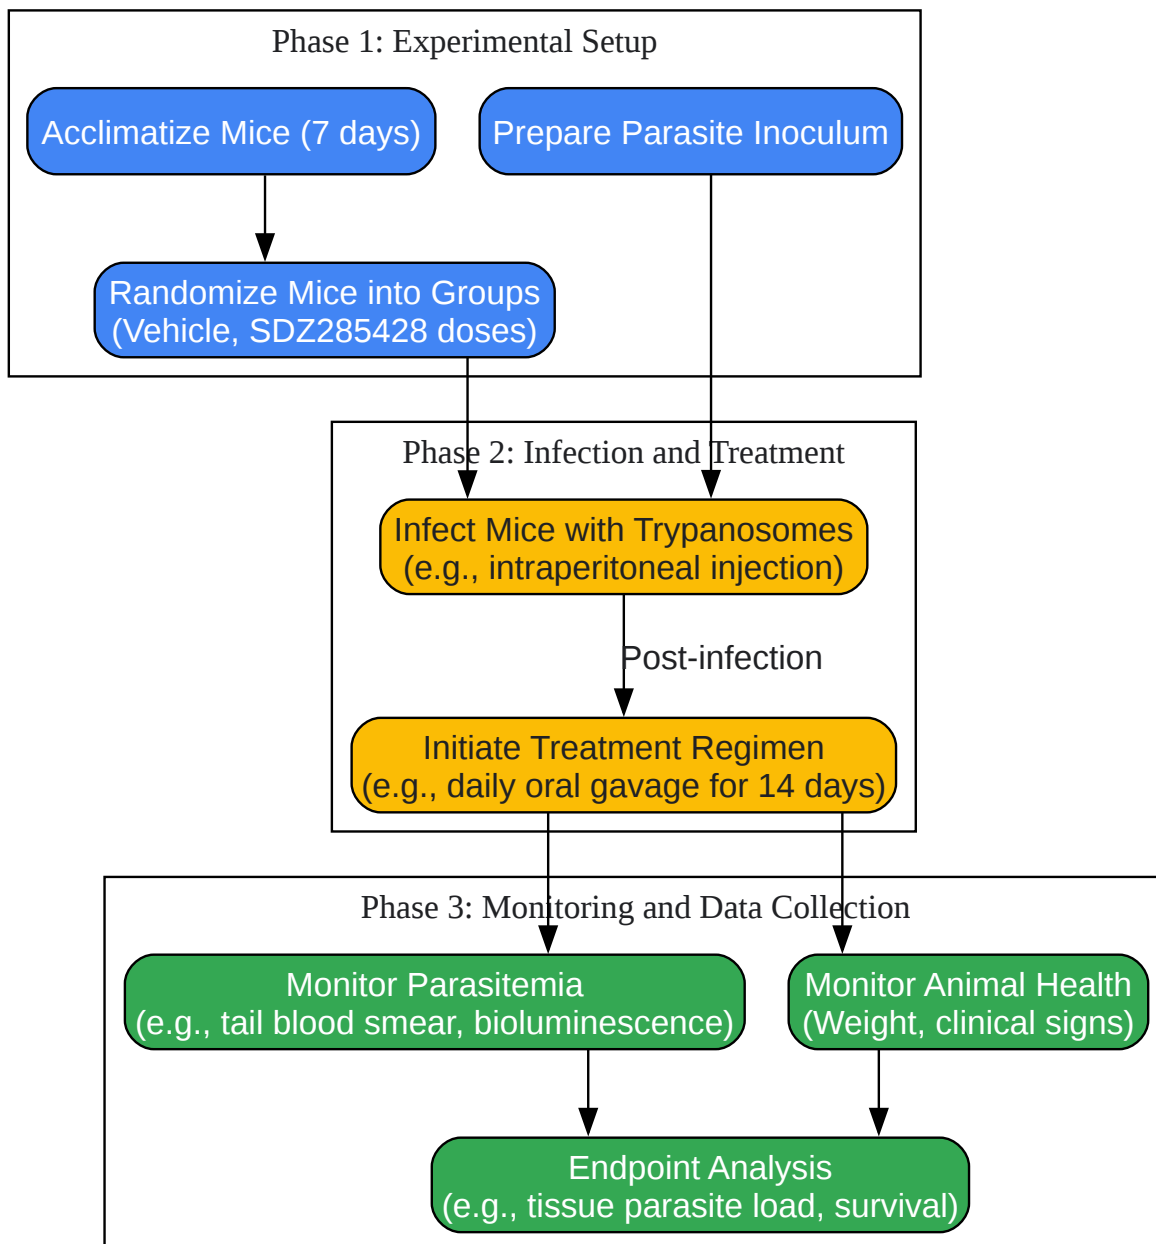 Phase 1: Experimental Setup
Acclimatize Mice (7 days)
Prepare Parasite Inoculum
Randomize Mice into Groups
(Vehicle, SDZ285428 doses)
Phase 2: Infection and Treatment
Infect Mice with Trypanosomes
(e.g., intraperitoneal injection)
Post-infection
Initiate Treatment Regimen
(e.g., daily oral gavage for 14 days)
Phase 3: Monitoring and Data Collection
Monitor Parasitemia
(e.g., tail blood smear, bioluminescence)
Monitor Animal Health
(Weight, clinical signs)
Endpoint Analysis
(e.g., tissue parasite load, survival)